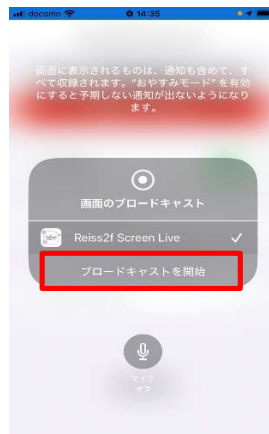 docomo 14:35
画面に表示されるものは、通知も含めて、す
べて収録されます。“おやすみモード”を有効
にすると予期しない通知が出ないようになり
ます。
画面のブロードキャスト
Reiss2f Screen Live
ブロードキャストを開始
マイク
オフ